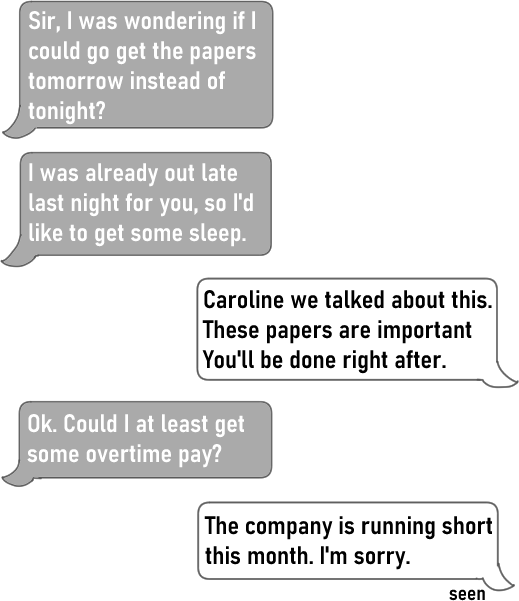 Sir, I was wondering if I
could go get the papers
tomorrow instead of
tonight?
I was already out late
last night for you, so I'd
like to get some sleep.
Caroline we talked about this.
These papers are important
You'll be done right after.
Ok. Could I at least get
some overtime pay?
The company is running short
this month. I'm sorry.
seen